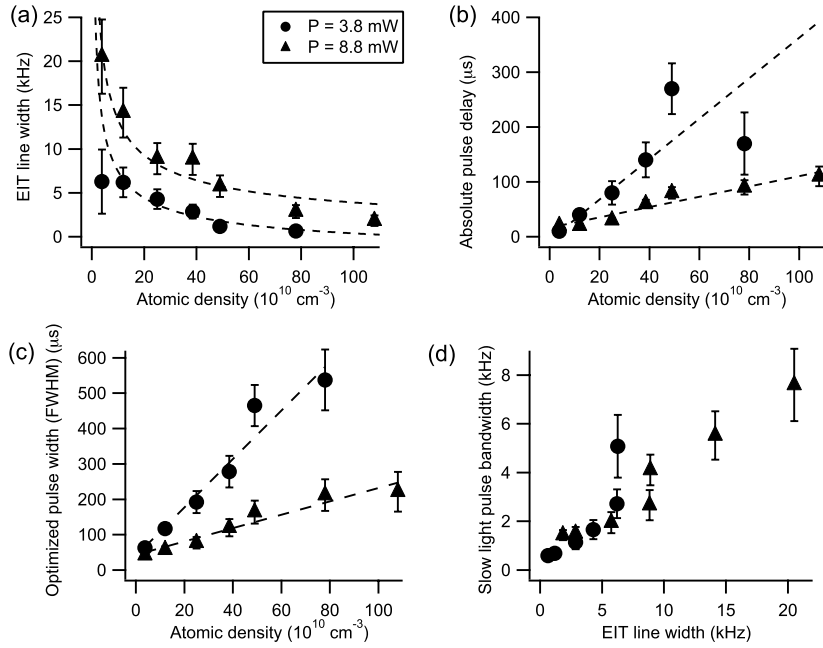 (a)
EIT line width (kHz)
25
20
15
10
5
0
0 20 40 60 80 100
Atomic density (10^10 cm^-3)
P = 3.8 mW
P = 8.8 mW
(b)
Absolute pulse delay (µs)
400
300
200
100
0
0 20 40 60 80 100
Atomic density (10^10 cm^-3)
(c)
Optimized pulse width (FWHM) (µs)
600
500
400
300
200
100
0
0 20 40 60 80 100
Atomic density (10^10 cm^-3)
(d)
Slow light pulse bandwidth (kHz)
8
6
4
2
0
0 5 10 15 20
EIT line width (kHz)